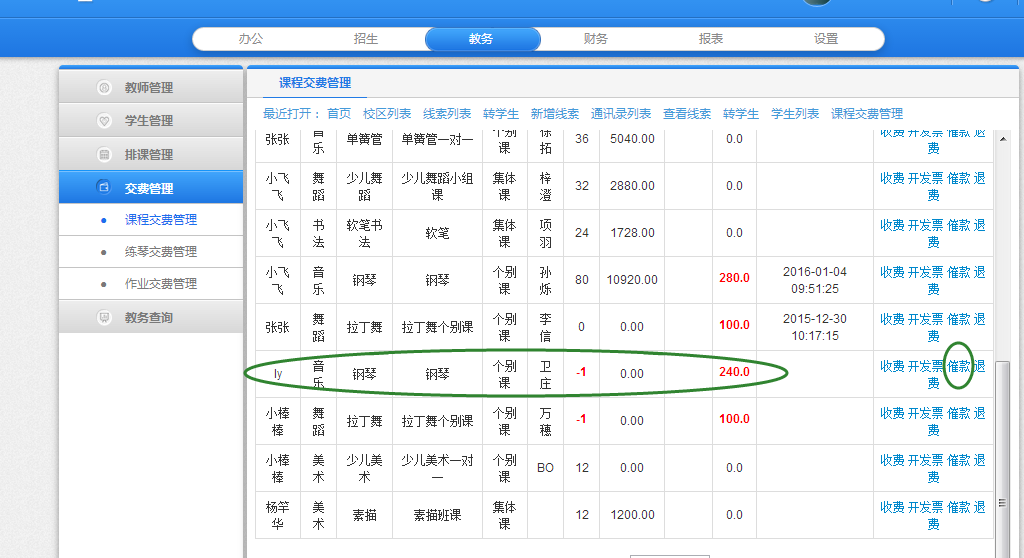 办公 招生 教务 财务 报表 设置
教师管理
学生管理
排课管理
交费管理
课程交费管理
练琴交费管理
作业交费管理
教务查询
课程交费管理
最近打开： 首页 校区列表 线索列表 转学生 新增线索 通讯录列表 查看线索 转学生 学生列表 课程交费管理
张张 音乐 单簧管 单簧管一对一 个别课 徐拓 36 5040.00 0.0 收费 开发票 催款 退费
小飞飞 舞蹈 少儿舞蹈 少儿舞蹈小组课 集体课 梓澄 32 2880.00 0.0 收费 开发票 催款 退费
小飞飞 书法 软笔书法 软笔 集体课 项羽 24 1728.00 0.0 收费 开发票 催款 退费
小飞飞 音乐 钢琴 钢琴 个别课 孙烁 80 10920.00 280.0 2016-01-04 09:51:25 收费 开发票 催款 退费
张张 舞蹈 拉丁舞 拉丁舞个别课 个别课 李信 0 0.00 100.0 2015-12-30 10:17:15 收费 开发票 催款 退费
ly 音乐 钢琴 钢琴 个别课 卫庄 -1 0.00 240.0 收费 开发票 催款 退费
小棒棒 舞蹈 拉丁舞 拉丁舞个别课 个别课 万穗 -1 0.00 100.0 收费 开发票 催款 退费
小棒棒 美术 少儿美术 少儿美术一对一 个别课 BO 12 0.00 0.0 收费 开发票 催款 退费
杨竿华 美术 素描 素描班课 集体课 12 1200.00 0.0 收费 开发票 催款 退费